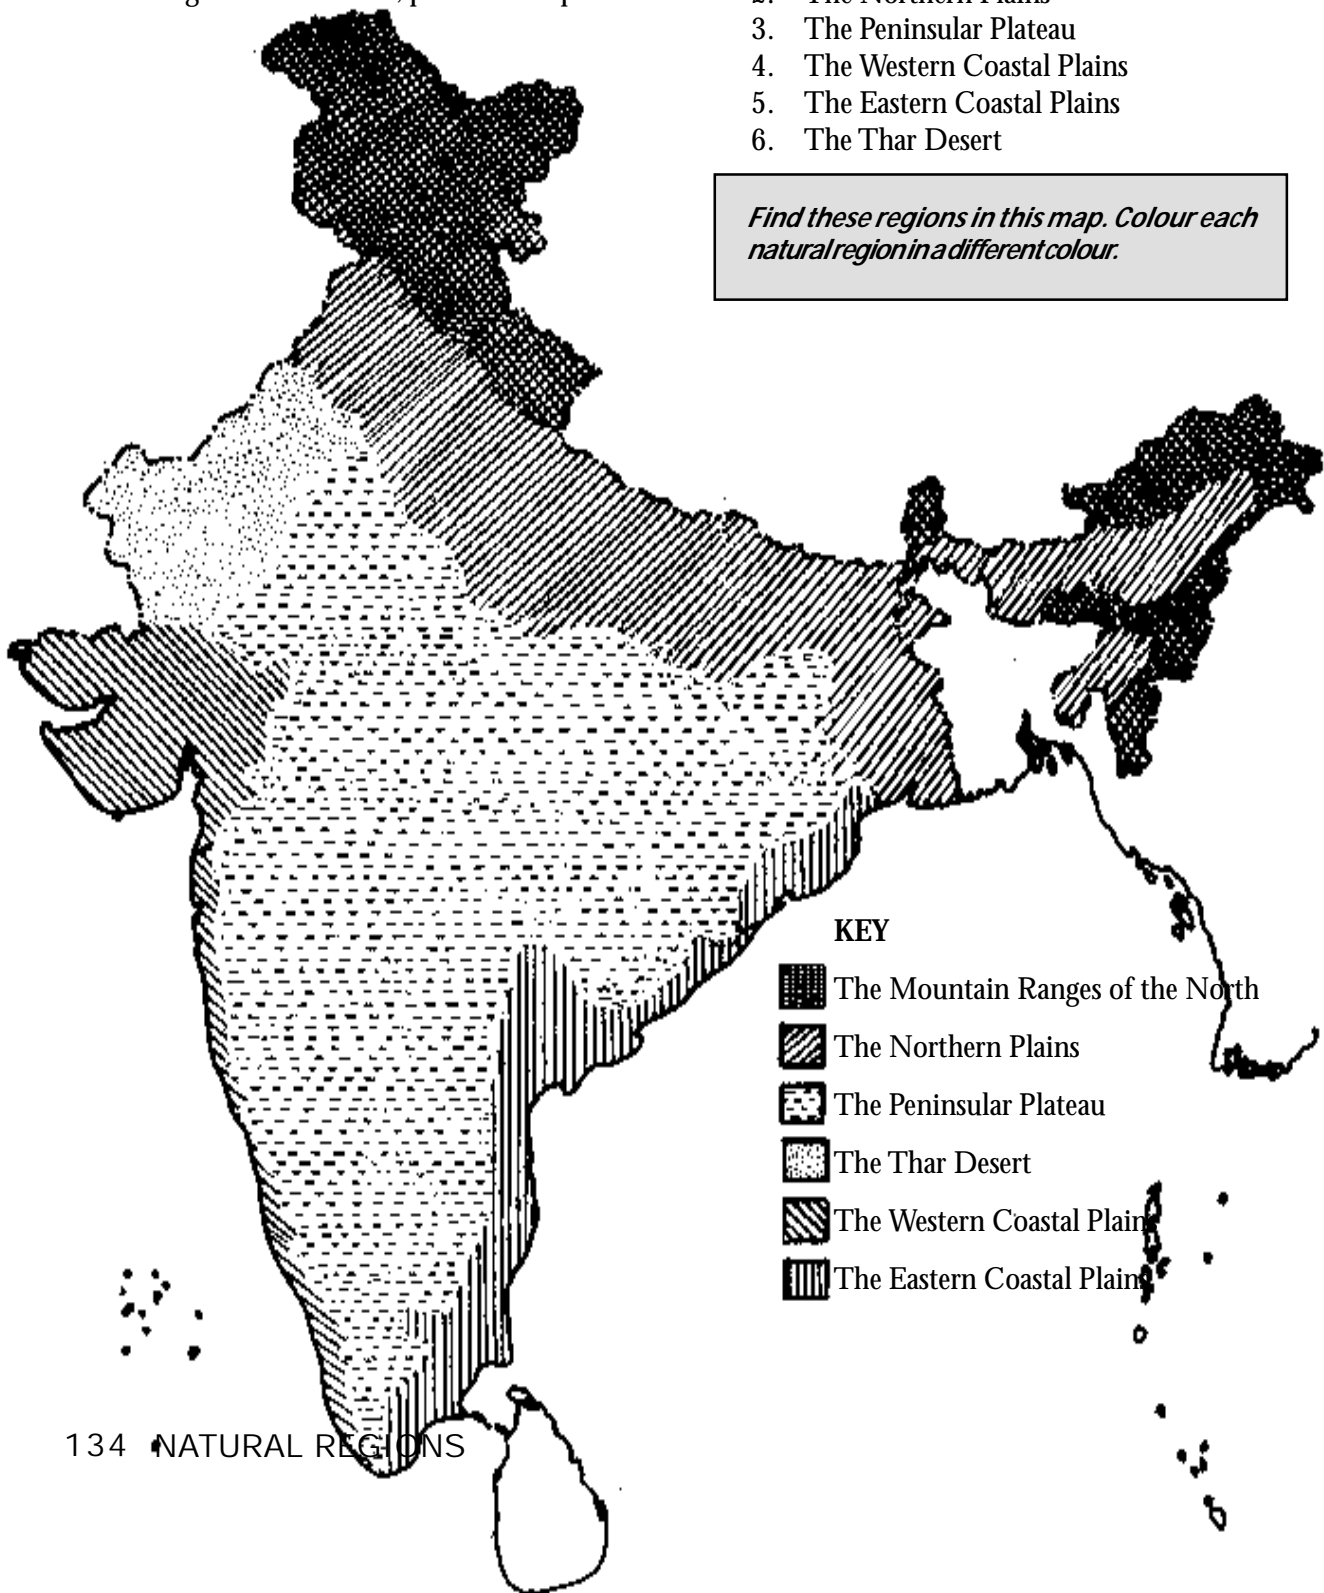 2. The Northern Plains
3. The Peninsular Plateau
4. The Western Coastal Plains
5. The Eastern Coastal Plains
6. The Thar Desert
Find these regions in this map. Colour each
natural region in a different colour.
KEY
The Mountain Ranges of the North
The Northern Plains
The Peninsular Plateau
The Thar Desert
The Western Coastal Plain
The Eastern Coastal Plain
134 NATURAL REGIONS